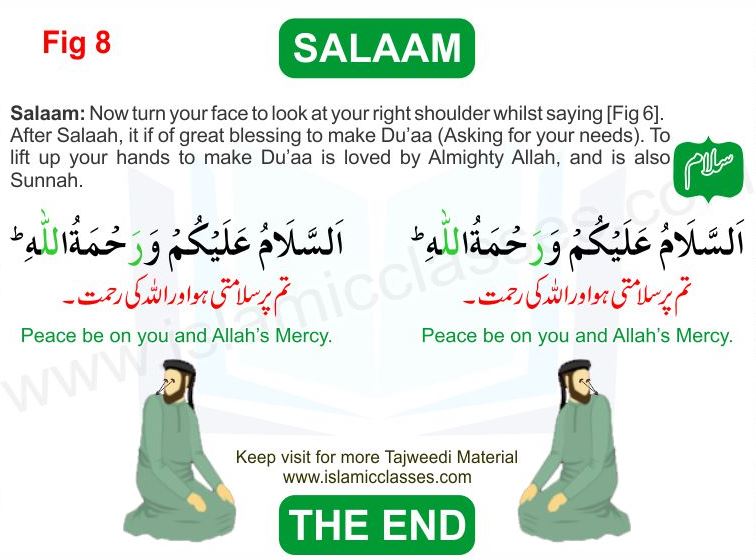 Fig 8
SALAAM
Salaam: Now turn your face to look at your right shoulder whilst saying [Fig 6].
After Salaah, it if of great blessing to make Du'aa (Asking for your needs). To
lift up your hands to make Du'aa is loved by Almighty Allah, and is also
Sunnah.
سلام
اَلسَّلَامُ عَلَيْكُمْ وَرَحْمَةُ اللّٰهِ ؕ
اَلسَّلَامُ عَلَيْكُمْ وَرَحْمَةُ اللّٰهِ ؕ
تم پر سلامتی ہو اور اللہ کی رحمت۔
تم پر سلامتی ہو اور اللہ کی رحمت۔
Peace be on you and Allah's Mercy.
Peace be on you and Allah's Mercy.
www.islamicclasses.com
Keep visit for more Tajweedi Material
www.islamicclasses.com
THE END